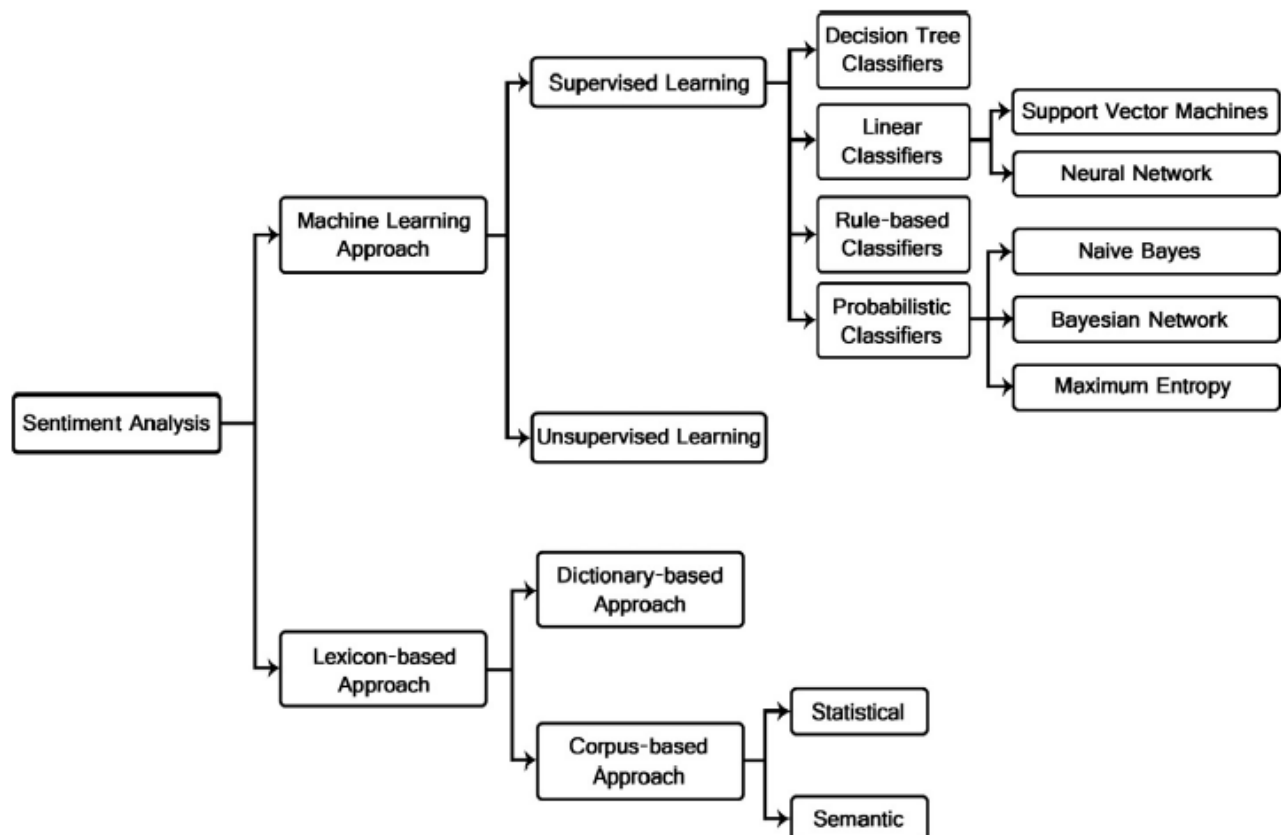 Decision Tree
Classifiers
Supervised Learning
Linear
Classifiers
Support Vector Machines
Neural Network
Machine Learning
Approach
Rule-based
Classifiers
Naive Bayes
Probabilistic
Classifiers
Bayesian Network
Maximum Entropy
Sentiment Analysis
Unsupervised Learning
Dictionary-based
Approach
Lexicon-based
Approach
Statistical
Corpus-based
Approach
Semantic